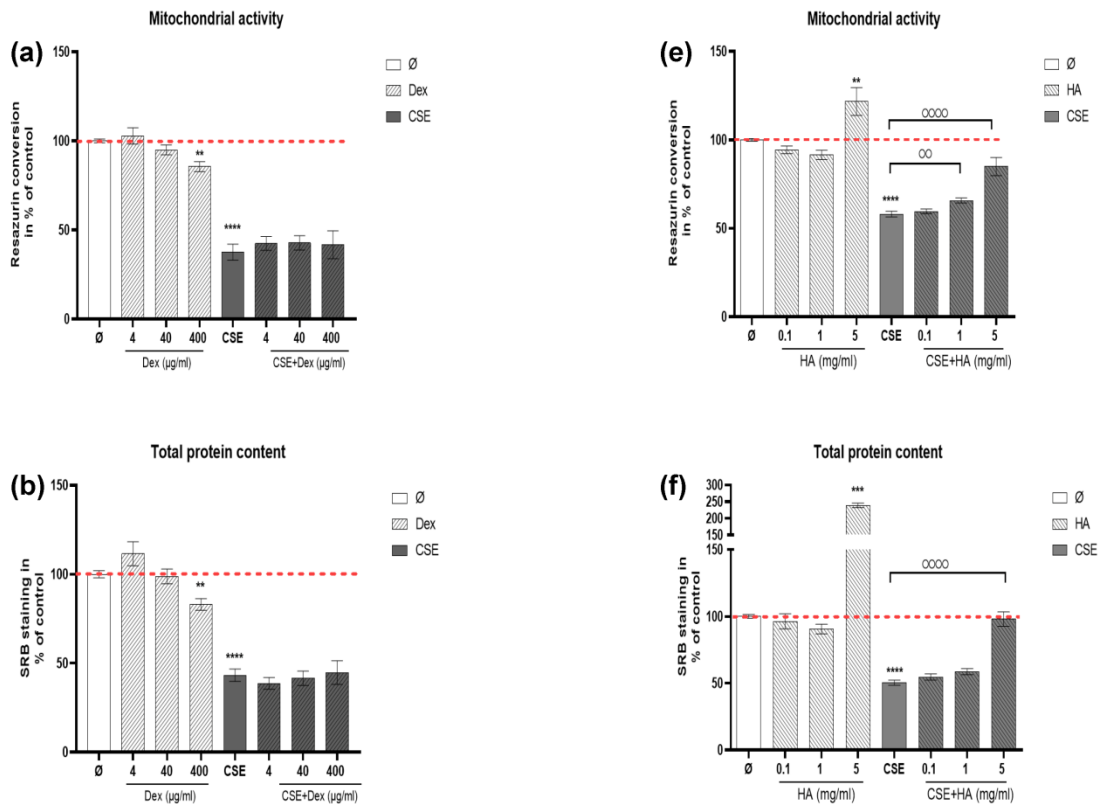 Mitochondrial activity
(a)
150
100
50
0
Resazurin conversion
in % of control
**
****
Ø
Dex
CSE
Ø 4 40 400 CSE 4 40 400
Dex (µg/ml) CSE+Dex (µg/ml)
Mitochondrial activity
(e)
150
100
50
0
Resazurin conversion
in % of control
**
∞∞
∞
****
Ø
HA
CSE
Ø 0.1 1 5 CSE 0.1 1 5
HA (mg/ml) CSE+HA (mg/ml)
Total protein content
(b)
150
100
50
0
SRB staining in
% of control
**
****
Ø
Dex
CSE
Ø 4 40 400 CSE 4 40 400
Dex (µg/ml) CSE+Dex (µg/ml)
Total protein content
(f)
300
250
200
150
150
100
50
0
SRB staining in
% of control
***
∞∞
****
Ø
HA
CSE
Ø 0.1 1 5 CSE 0.1 1 5
HA (mg/ml) CSE+HA (mg/ml)